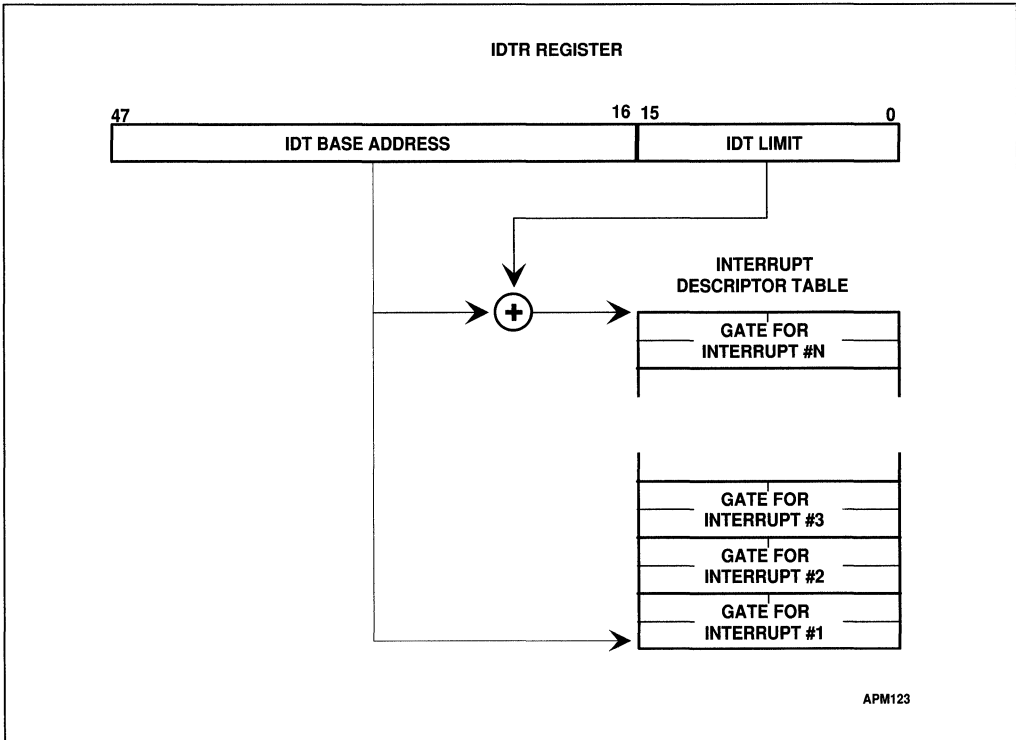 IDTR REGISTER
47 16 15 0
IDT BASE ADDRESS IDT LIMIT
INTERRUPT
DESCRIPTOR TABLE
+
GATE FOR
INTERRUPT #N
GATE FOR
INTERRUPT #3
GATE FOR
INTERRUPT #2
GATE FOR
INTERRUPT #1
APM123